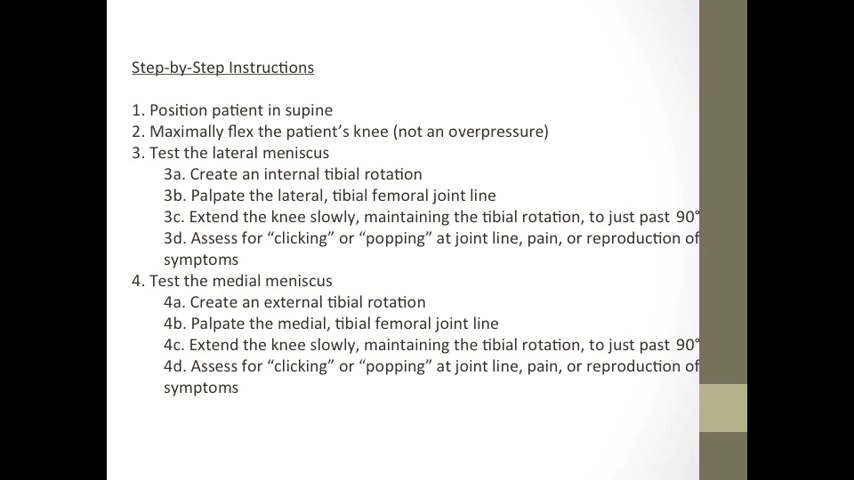 Step-by-Step Instructions
1. Position patient in supine
2. Maximally flex the patient’s knee (not an overpressure)
3. Test the lateral meniscus
3a. Create an internal tibial rotation
3b. Palpate the lateral, tibial femoral joint line
3c. Extend the knee slowly, maintaining the tibial rotation, to just past 90°
3d. Assess for “clicking” or “popping” at joint line, pain, or reproduction of
symptoms
4. Test the medial meniscus
4a. Create an external tibial rotation
4b. Palpate the medial, tibial femoral joint line
4c. Extend the knee slowly, maintaining the tibial rotation, to just past 90°
4d. Assess for “clicking” or “popping” at joint line, pain, or reproduction of
symptoms